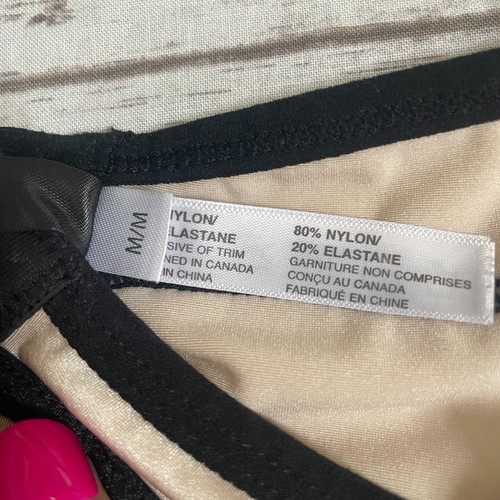 M/M
NYLON/
ELASTANE
SIVE OF TRIM
NED IN CANADA
IN CHINA
80% NYLON/
20% ELASTANE
GARNITURE NON COMPRISES
CONÇU AU CANADA
FABRIQUÉ EN CHINE